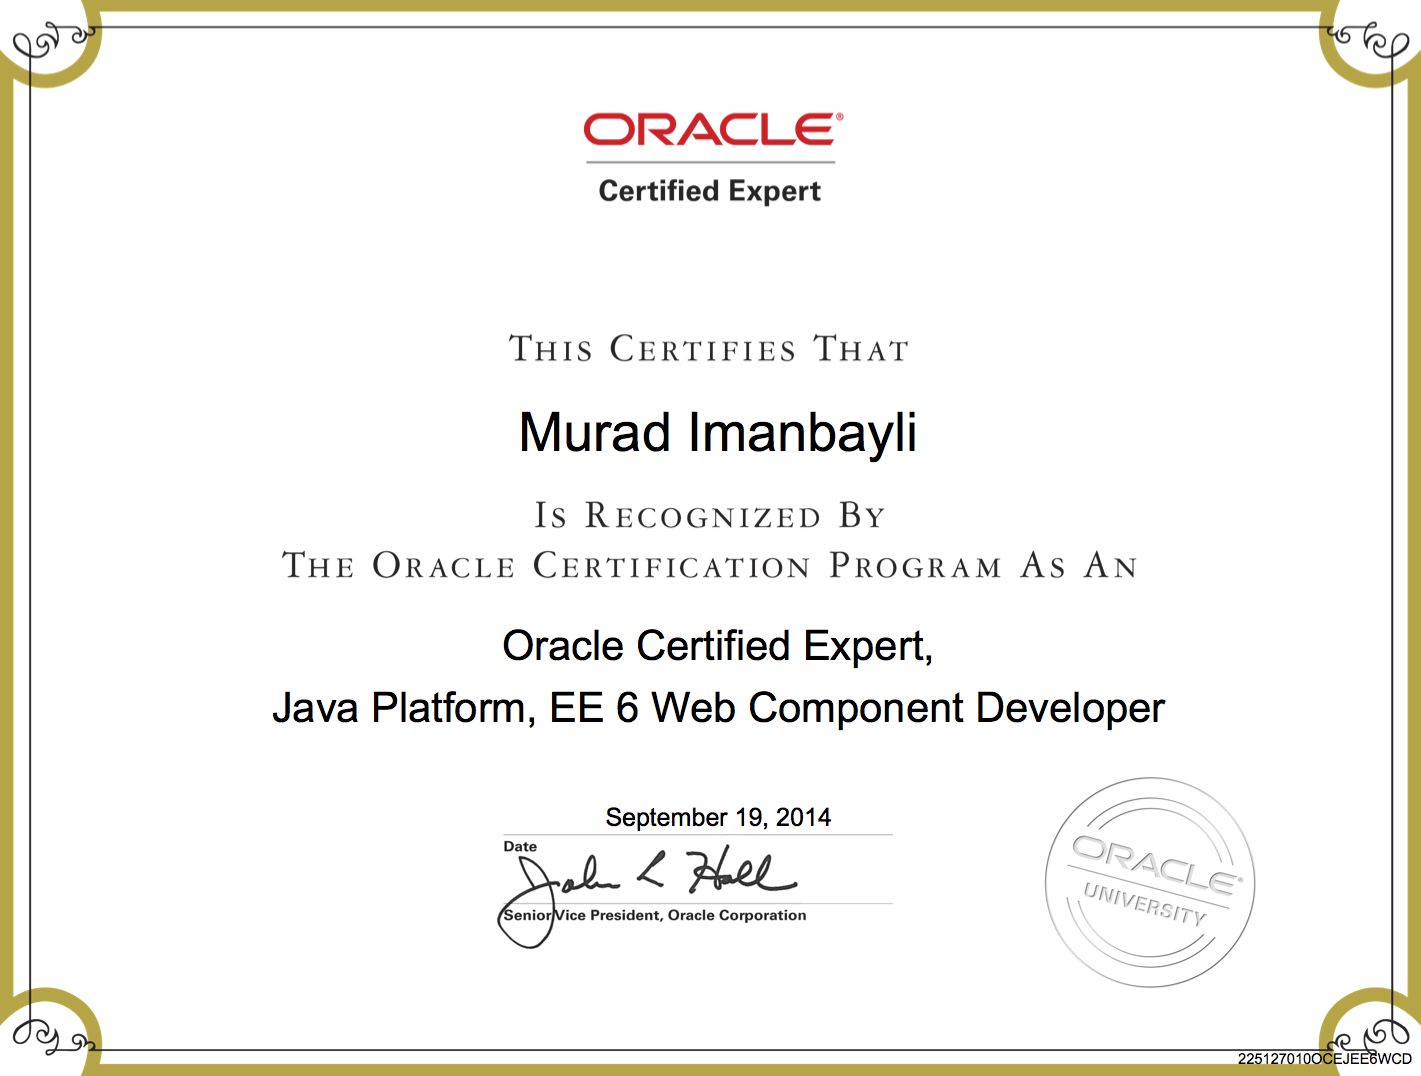 ORACLE®
Certified Expert
THIS CERTIFIES THAT
Murad Imanbayli
IS RECOGNIZED BY
THE ORACLE CERTIFICATION PROGRAM AS AN
Oracle Certified Expert,
Java Platform, EE 6 Web Component Developer
September 19, 2014
Date
John L Hall
Senior Vice President, Oracle Corporation
ORACLE®
UNIVERSITY
225127010OCEJEE6WCD